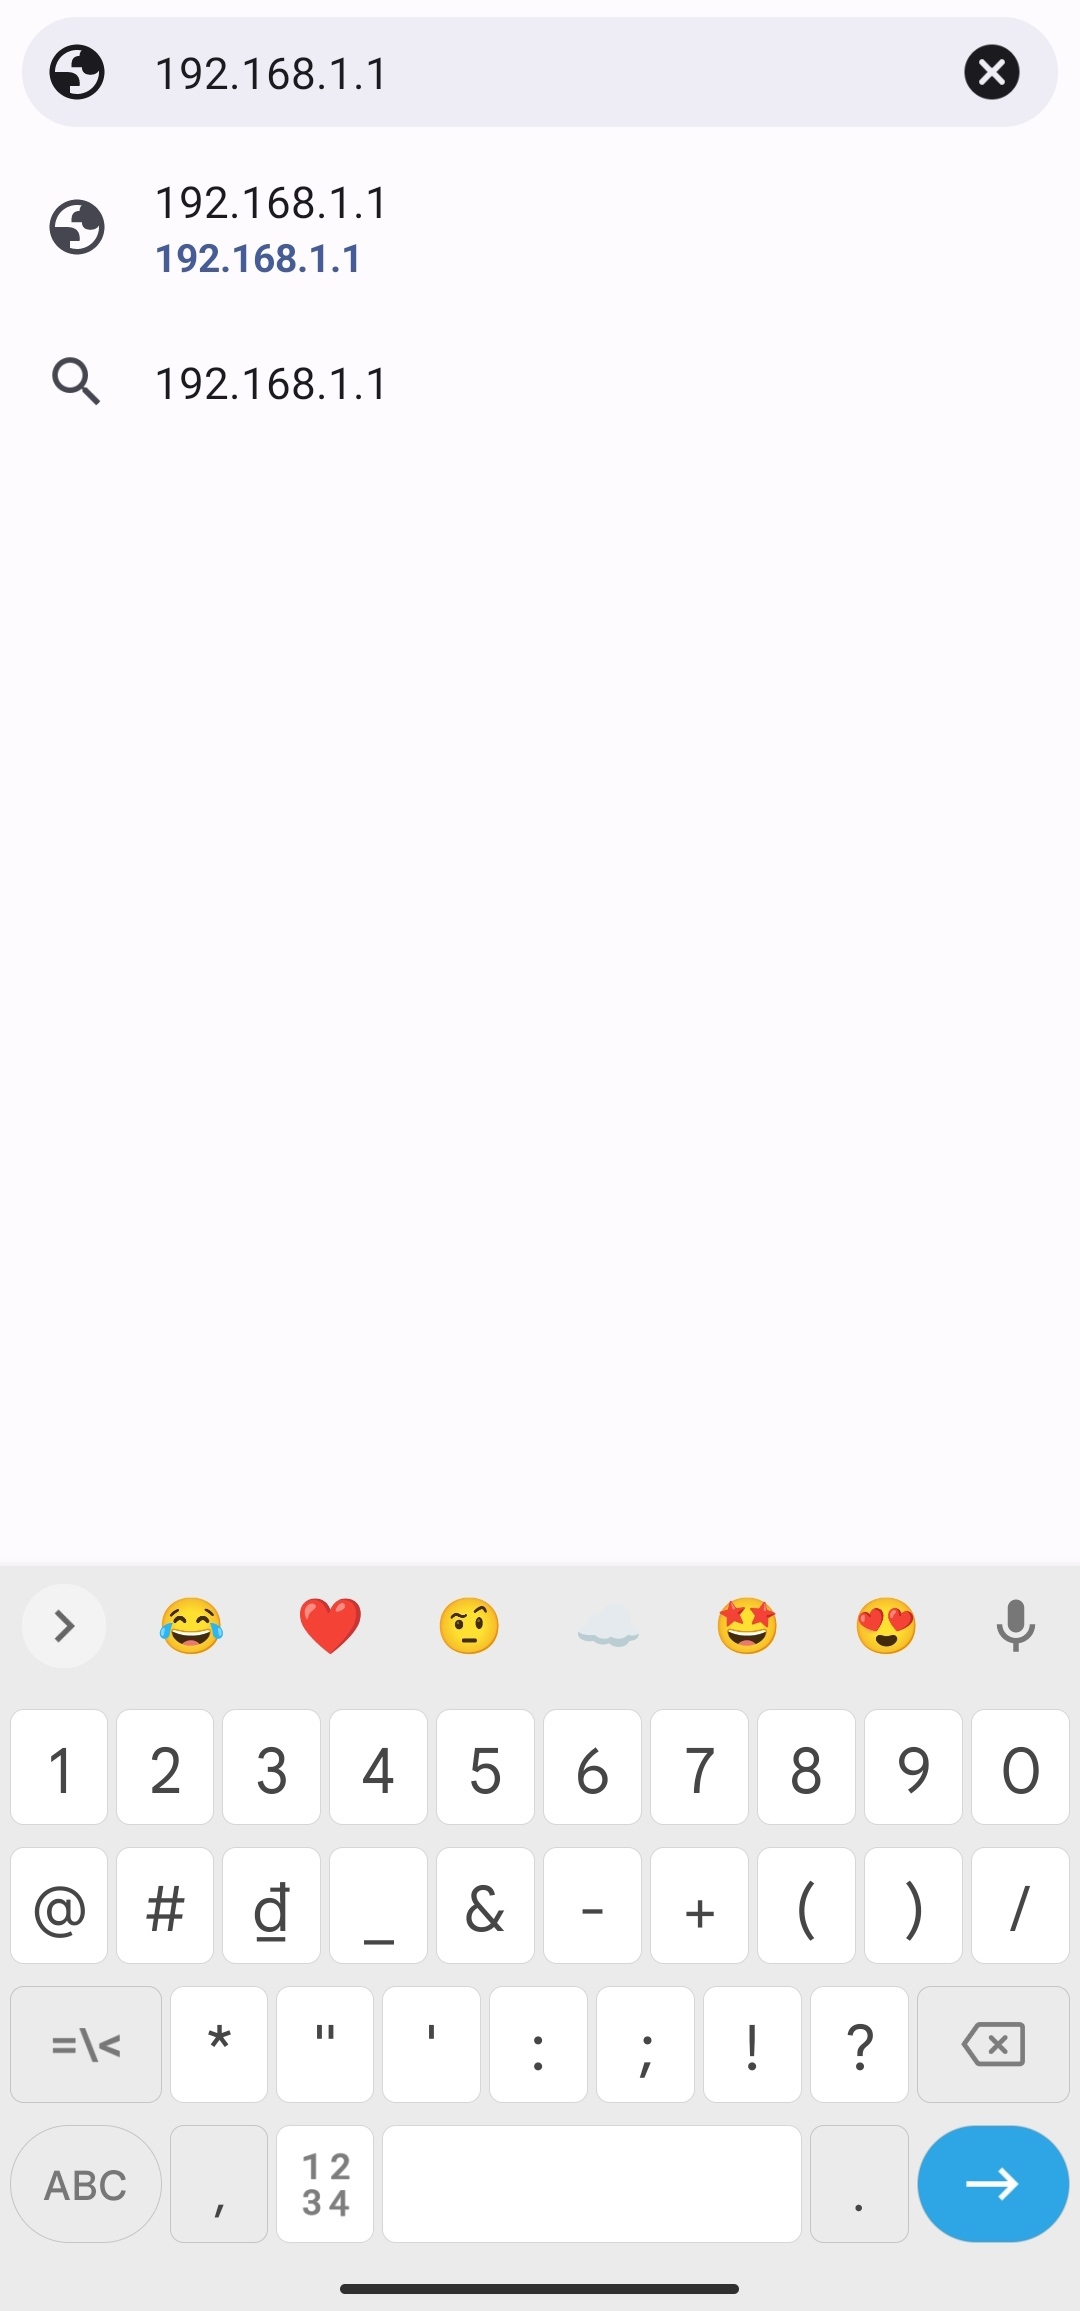 192.168.1.1
192.168.1.1
192.168.1.1
192.168.1.1
1 2 3 4 5 6 7 8 9 0
@ # ₫ _ & - + ( ) /
=\< * " ' : ; ! ?
ABC , 12 34 .